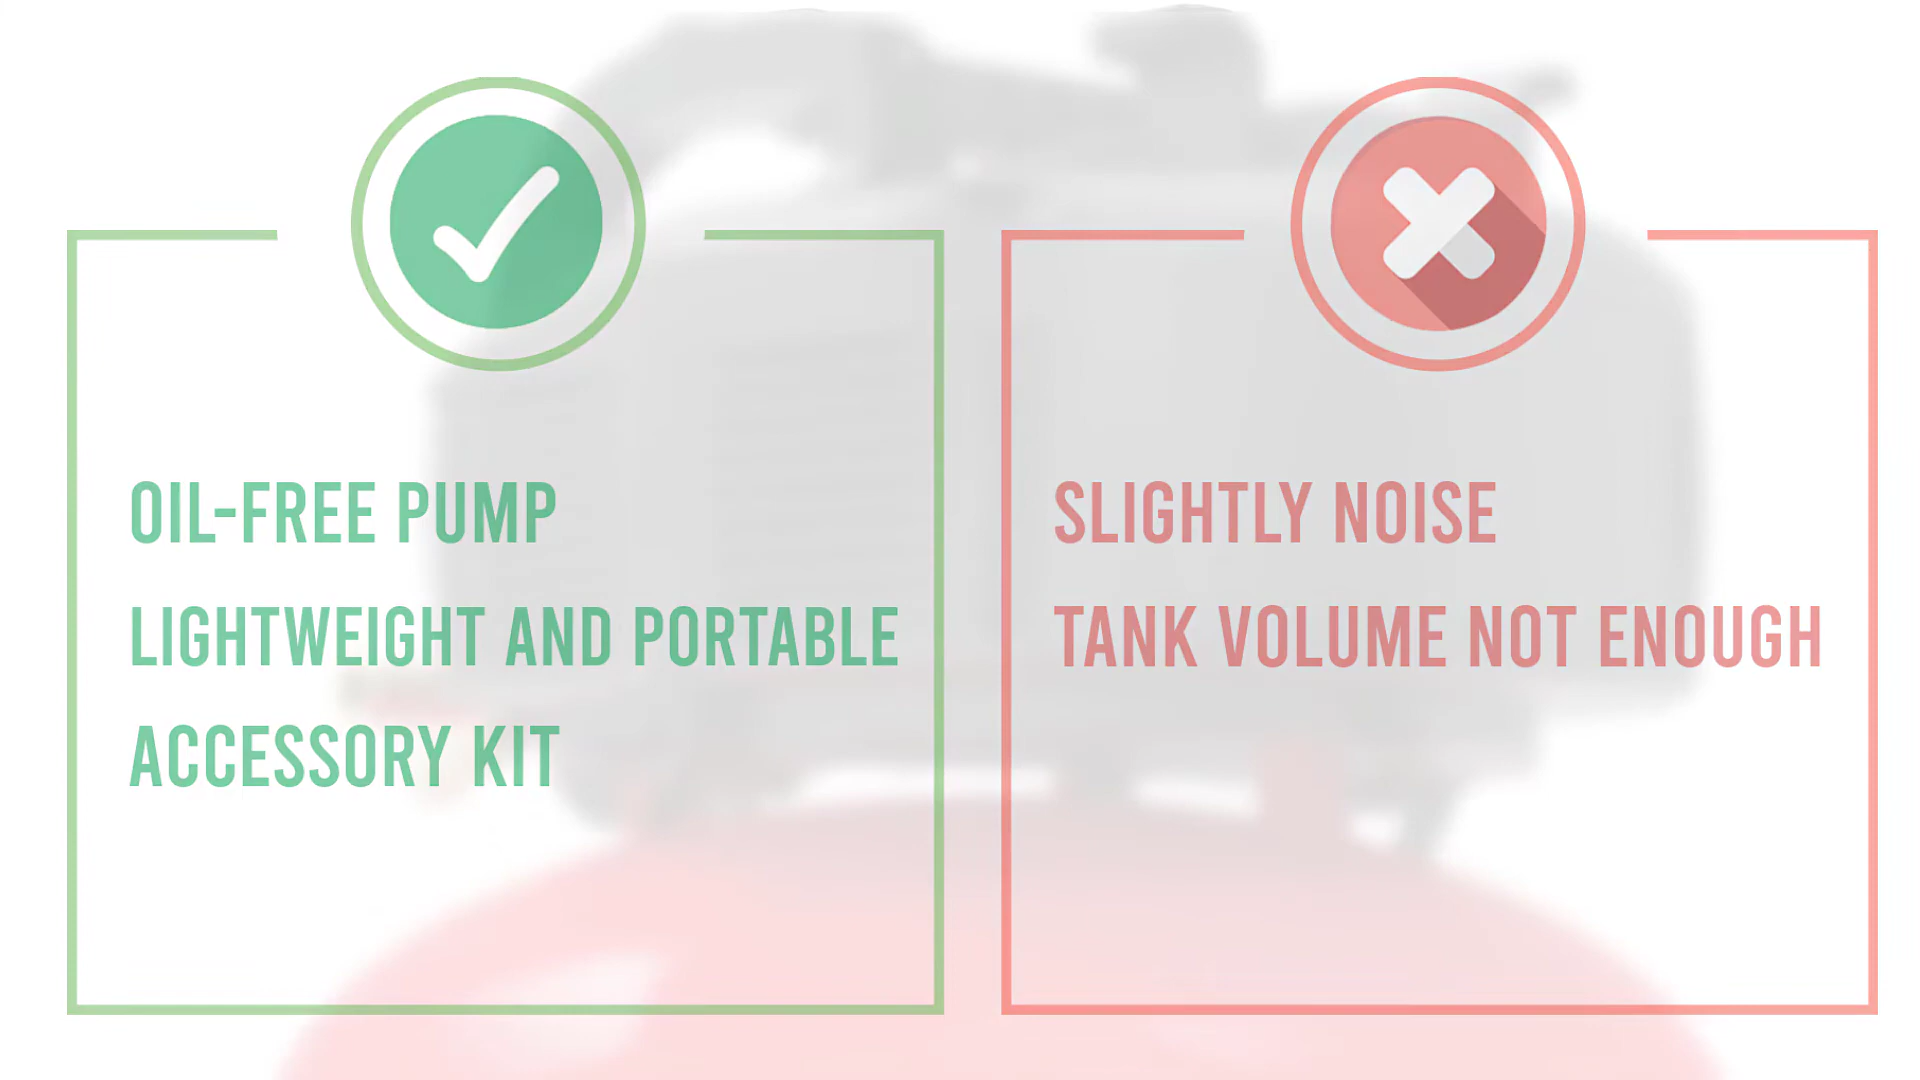 OIL-FREE PUMP
LIGHTWEIGHT AND PORTABLE
ACCESSORY KIT
SLIGHTLY NOISE
TANK VOLUME NOT ENOUGH